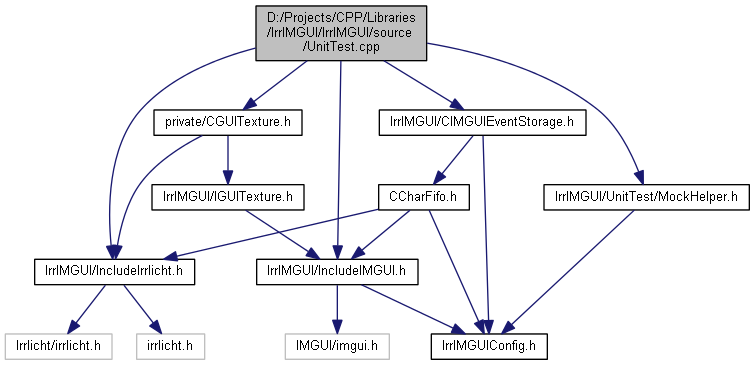 D:/Projects/CPP/Libraries
/IrrIMGUI/IrrIMGUI/source
/UnitTest.cpp
private/CGUITexture.h
IrrIMGUI/CIMGUIEventStorage.h
IrrIMGUI/IGUITexture.h
CCharFifo.h
IrrIMGUI/UnitTest/MockHelper.h
IrrIMGUI/IncludeIrrlicht.h
IrrIMGUI/IncludeIMGUI.h
Irrlicht/irrlicht.h
irrlicht.h
IMGUI/imgui.h
IrrIMGUIConfig.h